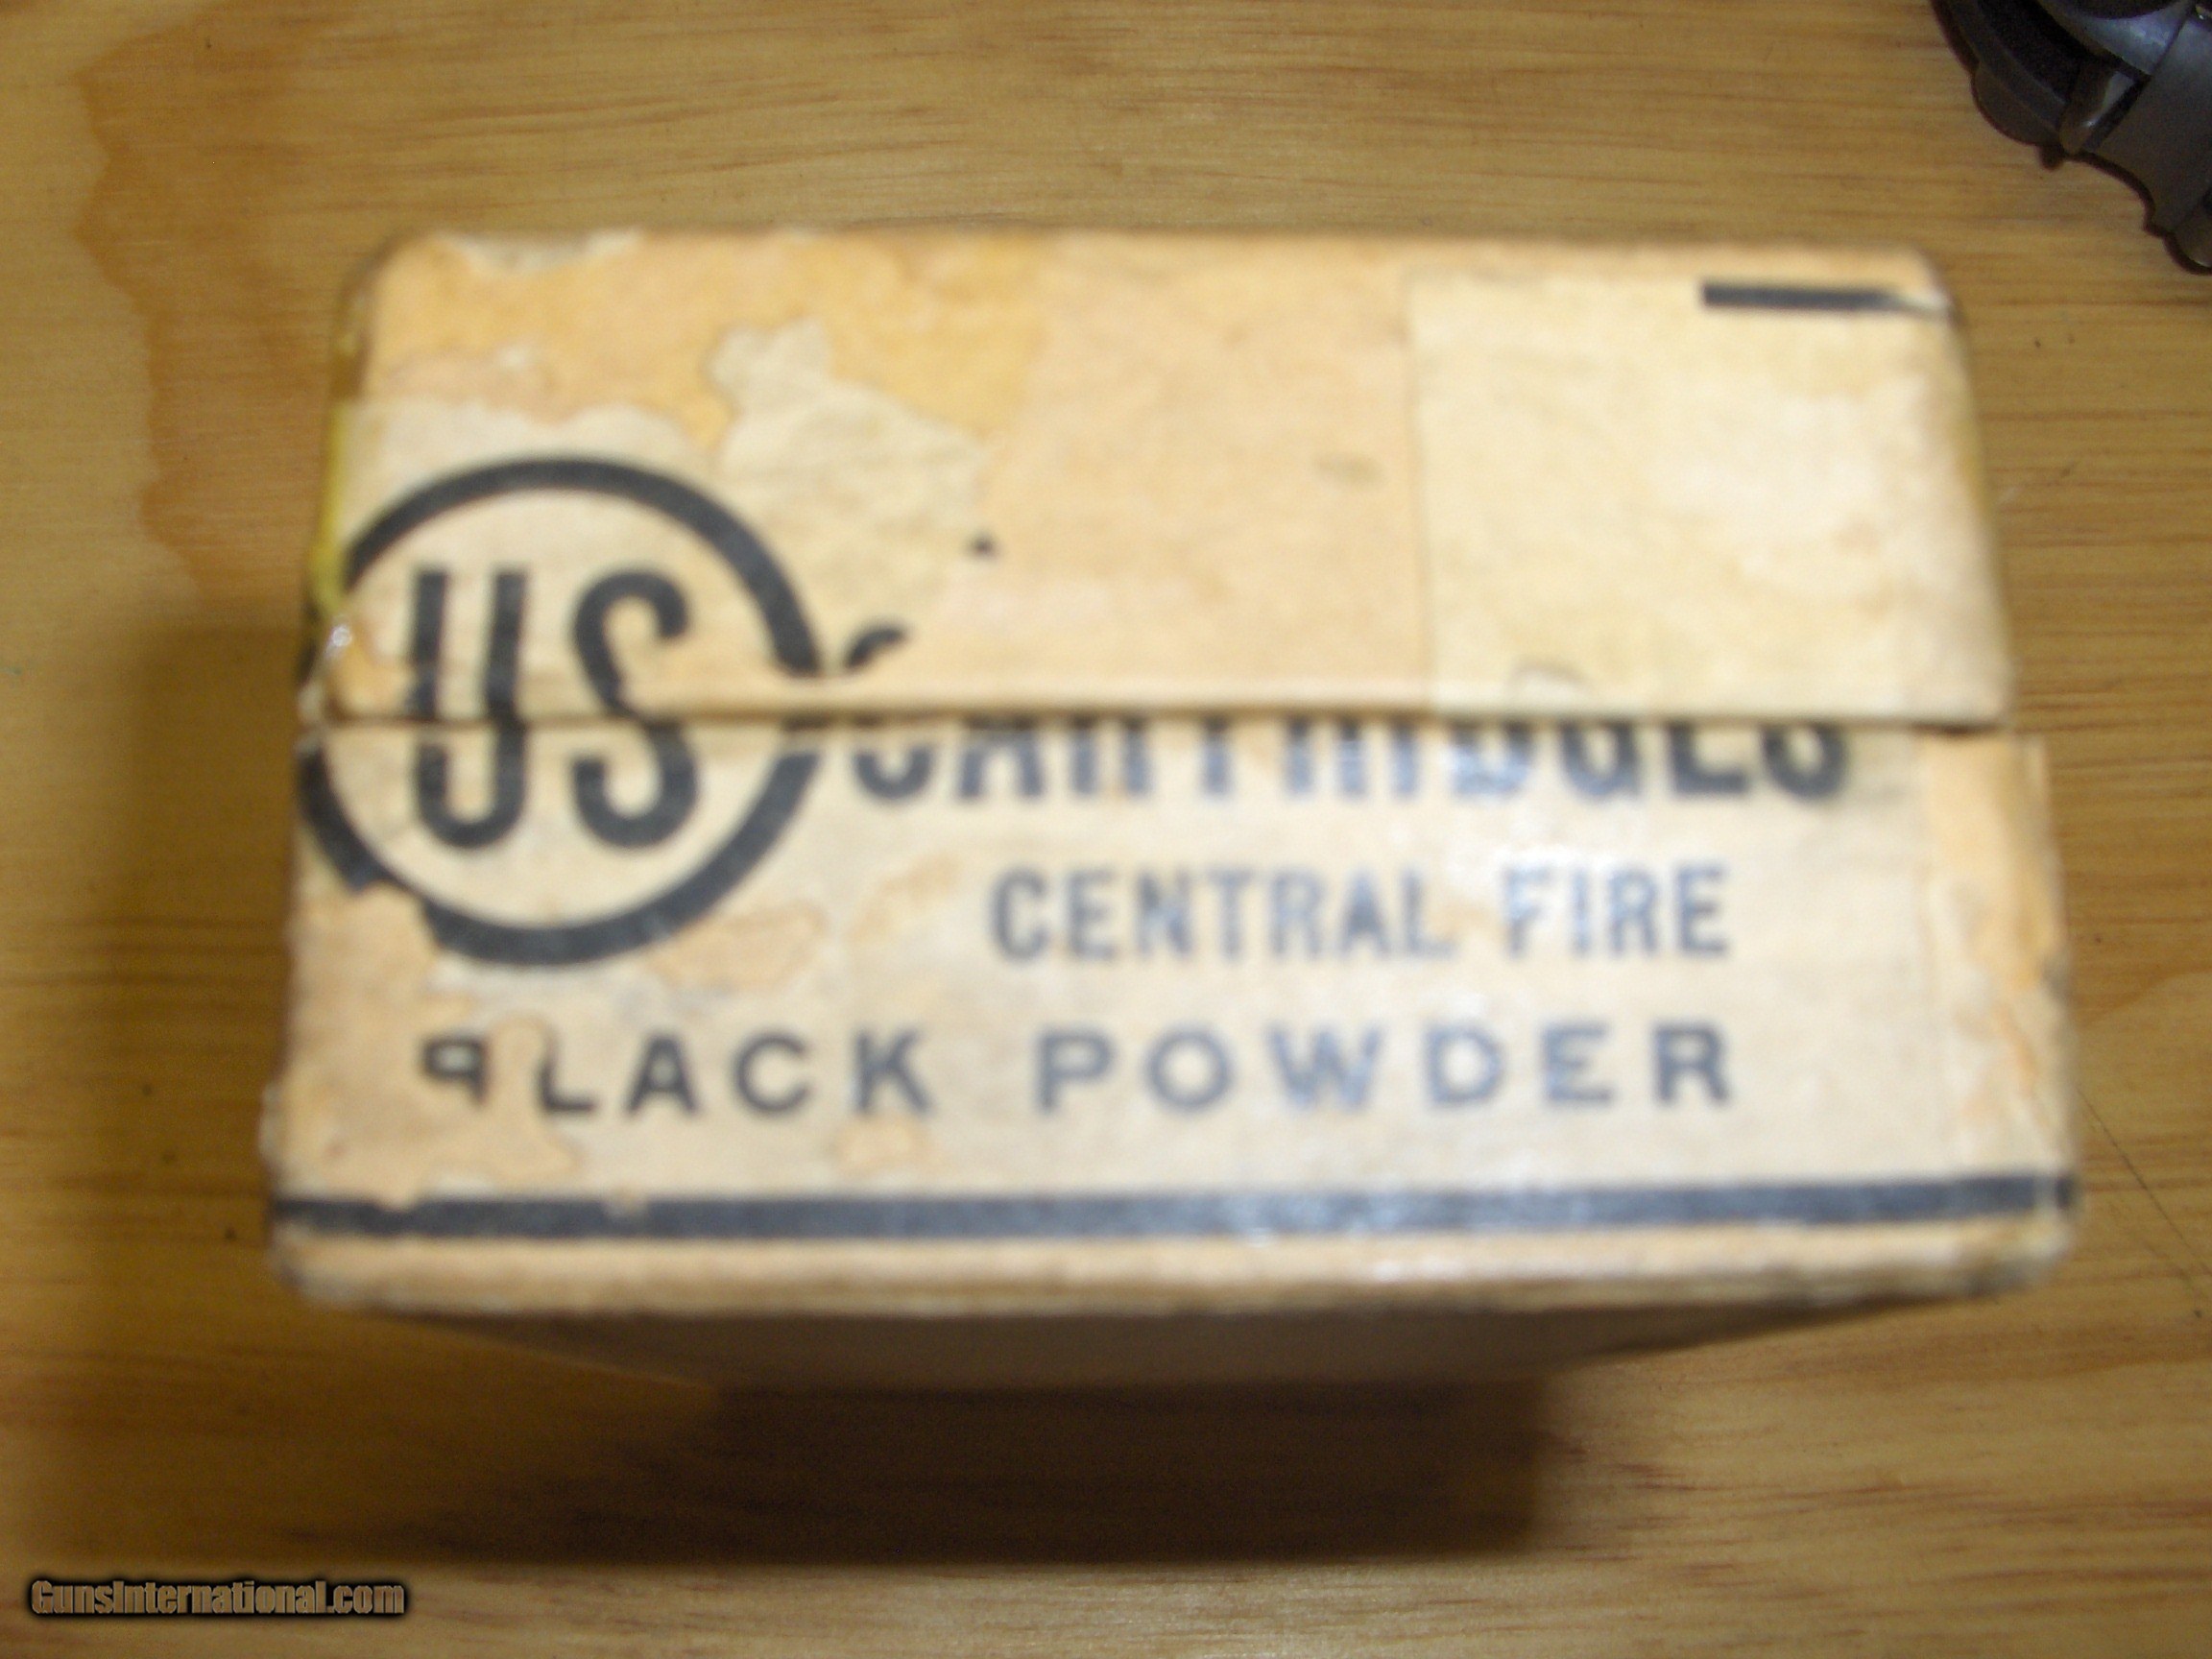 US CARTRIDGES
CENTRAL FIRE
BLACK POWDER
GunsInternational.com